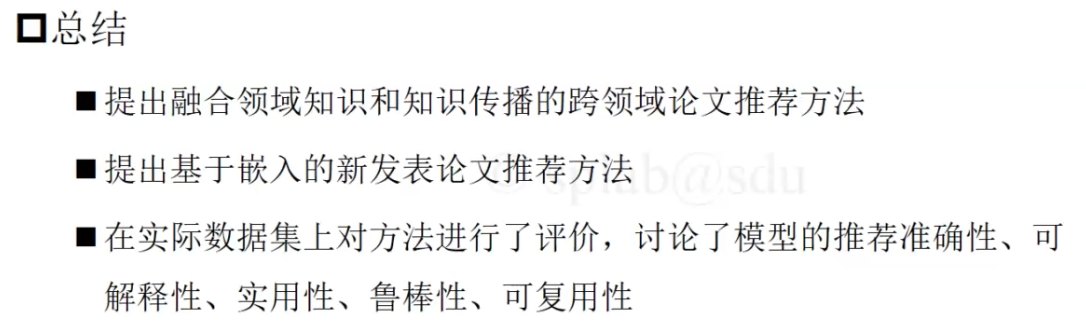 总结
提出融合领域知识和知识传播的跨领域论文推荐方法
提出基于嵌入的新发表论文推荐方法
© splab@sdu
在实际数据集上对方法进行了评价，讨论了模型的推荐准确性、可
解释性、实用性、鲁棒性、可复用性